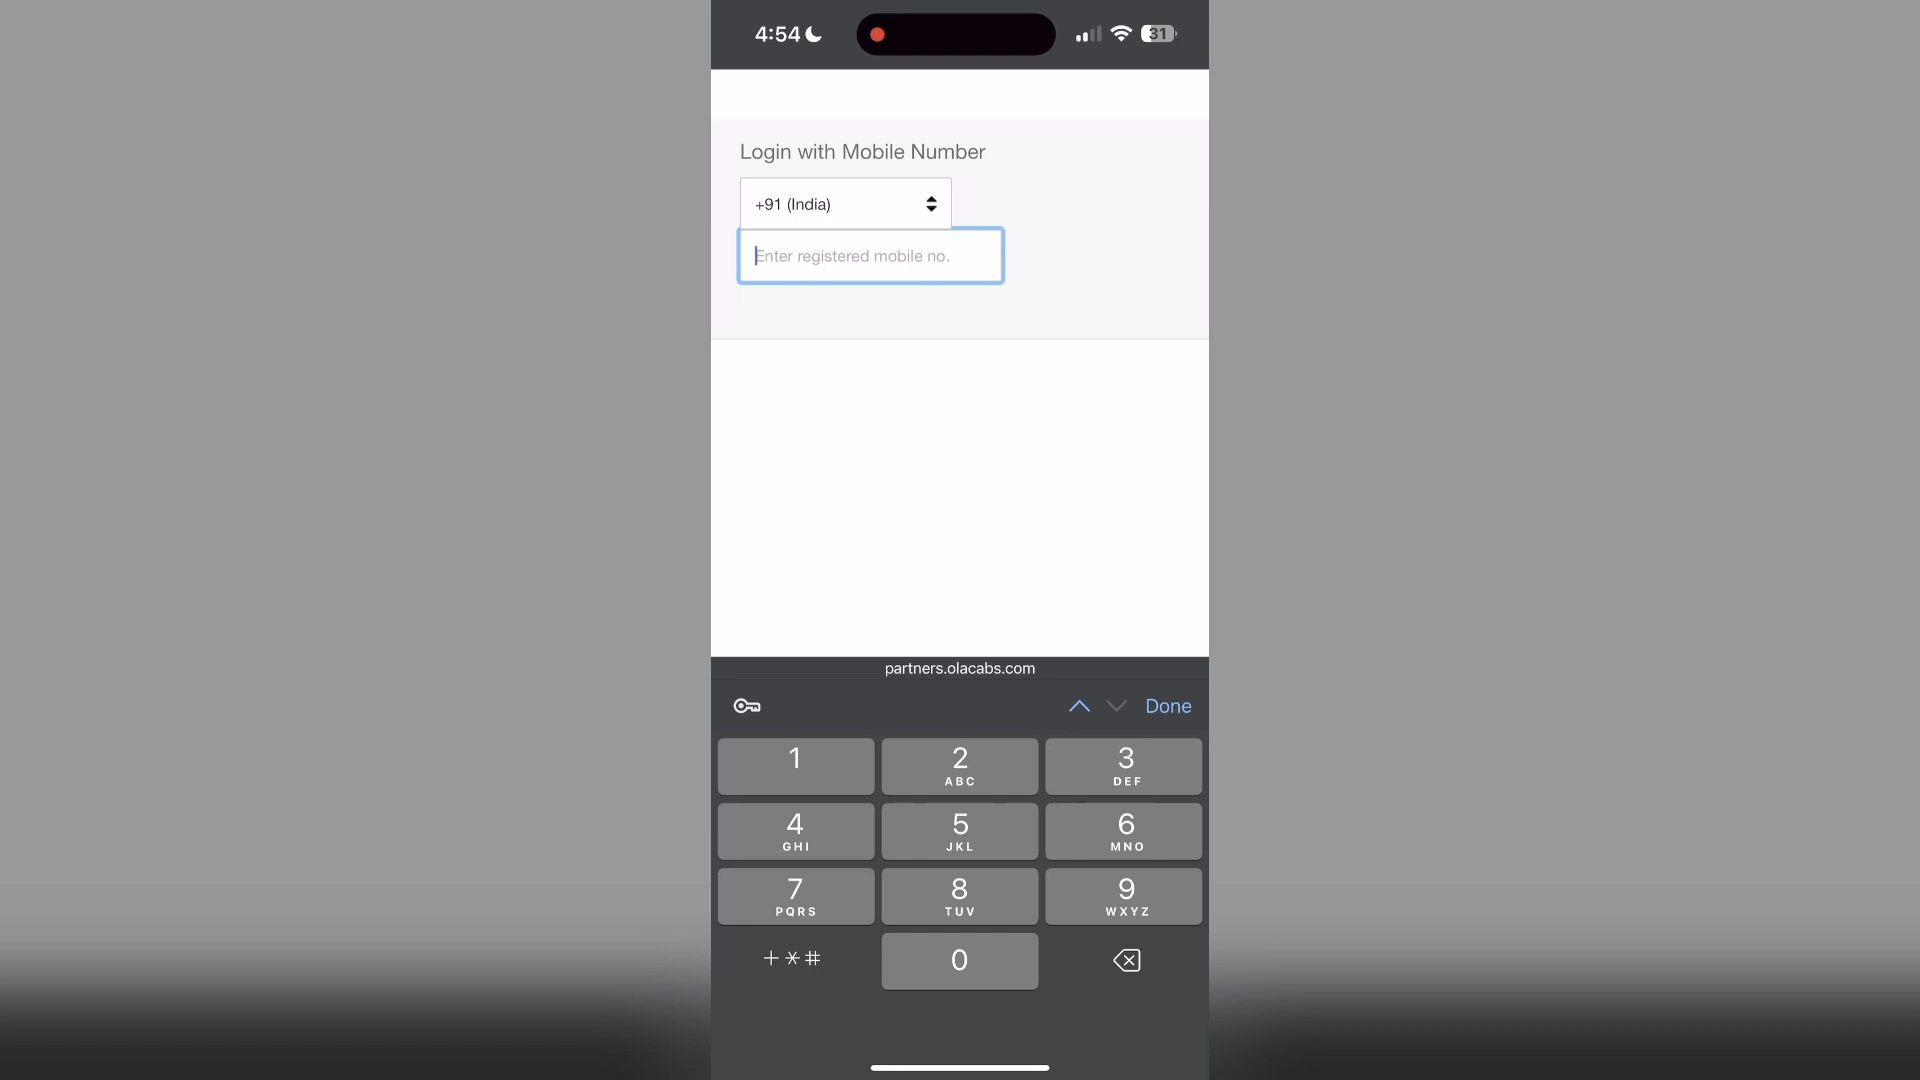 4:54
31
Login with Mobile Number
+91 (India)
Enter registered mobile no.
partners.olacabs.com
Done
1
2
ABC
3
DEF
4
GHI
5
JKL
6
MNO
7
PQRS
8
TUV
9
WXYZ
+*#
0